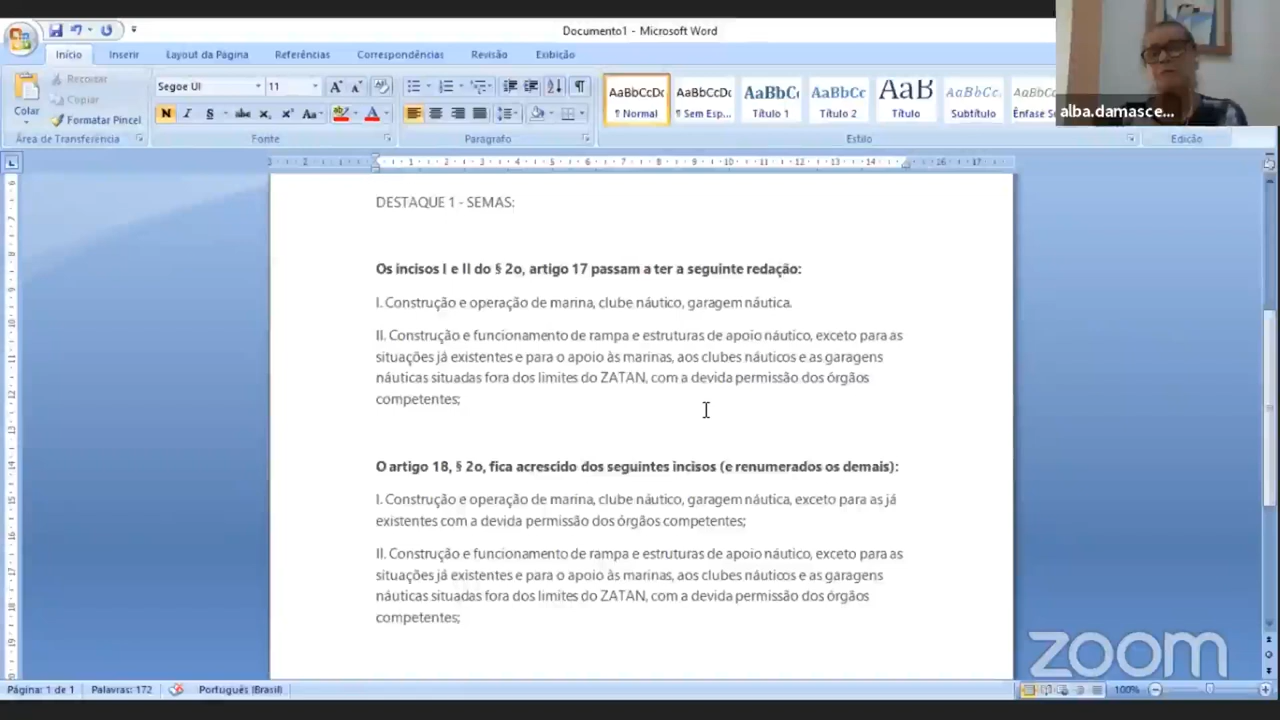 Documento1 - Microsoft Word
Início Inserir Layout da Página Referências Correspondências Revisão Exibição
Colar
Recortar
Copiar
Formatar Pincel
Área de Transferência
Segoe UI 11
N I S abc x₂ x² Aa
Fonte
Parágrafo
AaBbCcDc AaBbCcDc AaBbC AaBbCc AaB AaBbCc. AaBbCc
¶ Normal ¶ Sem Esp... Título 1 Título 2 Título Subtítulo Ênfase S
Estilo
Edição
alba.damasce...
DESTAQUE 1 - SEMAS:
Os incisos I e II do § 2o, artigo 17 passam a ter a seguinte redação:
I. Construção e operação de marina, clube náutico, garagem náutica.
II. Construção e funcionamento de rampa e estruturas de apoio náutico, exceto para as
situações já existentes e para o apoio às marinas, aos clubes náuticos e as garagens
náuticas situadas fora dos limites do ZATAN, com a devida permissão dos órgãos
competentes;
O artigo 18, § 2o, fica acrescido dos seguintes incisos (e renumerados os demais):
I. Construção e operação de marina, clube náutico, garagem náutica, exceto para as já
existentes com a devida permissão dos órgãos competentes;
II. Construção e funcionamento de rampa e estruturas de apoio náutico, exceto para as
situações já existentes e para o apoio às marinas, aos clubes náuticos e as garagens
náuticas situadas fora dos limites do ZATAN, com a devida permissão dos órgãos
competentes;
zoom
Página: 1 de 1 Palavras: 172 Português (Brasil) 100%